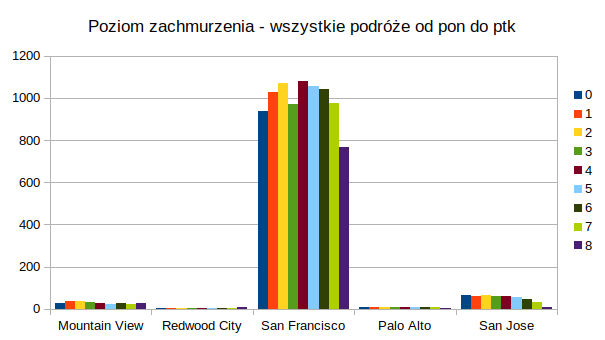 Poziom zachmurzenia - wszystkie podróże od pon do ptk
1200
1000
800
600
400
200
0
Mountain View
Redwood City
San Francisco
Palo Alto
San Jose
0
1
2
3
4
5
6
7
8